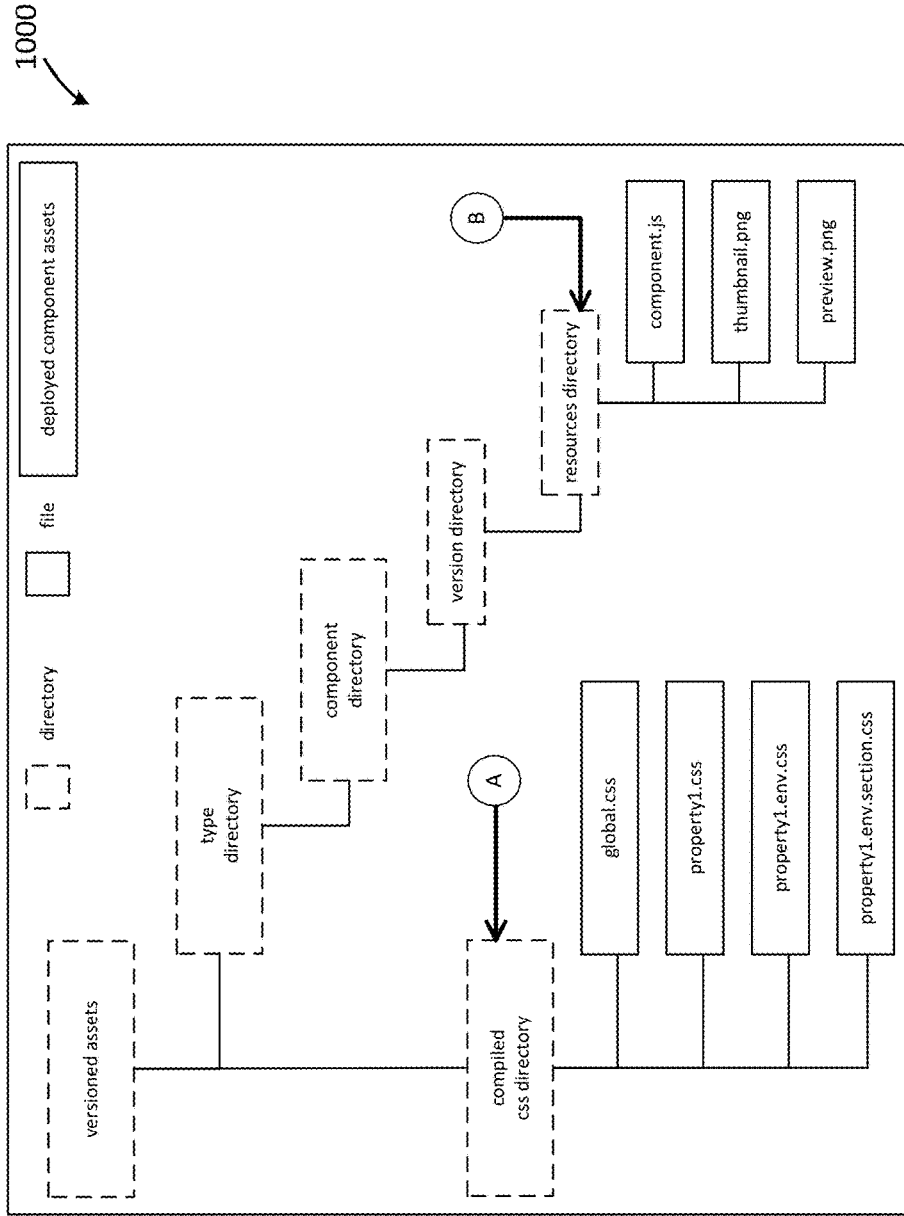 1000
directory
file
deployed component assets
versioned assets
type
directory
component
directory
version directory
resources directory
B
component.js
thumbnail.png
preview.png
A
compiled
css directory
global.css
property1.css
property1.env.css
property1.env.section.css